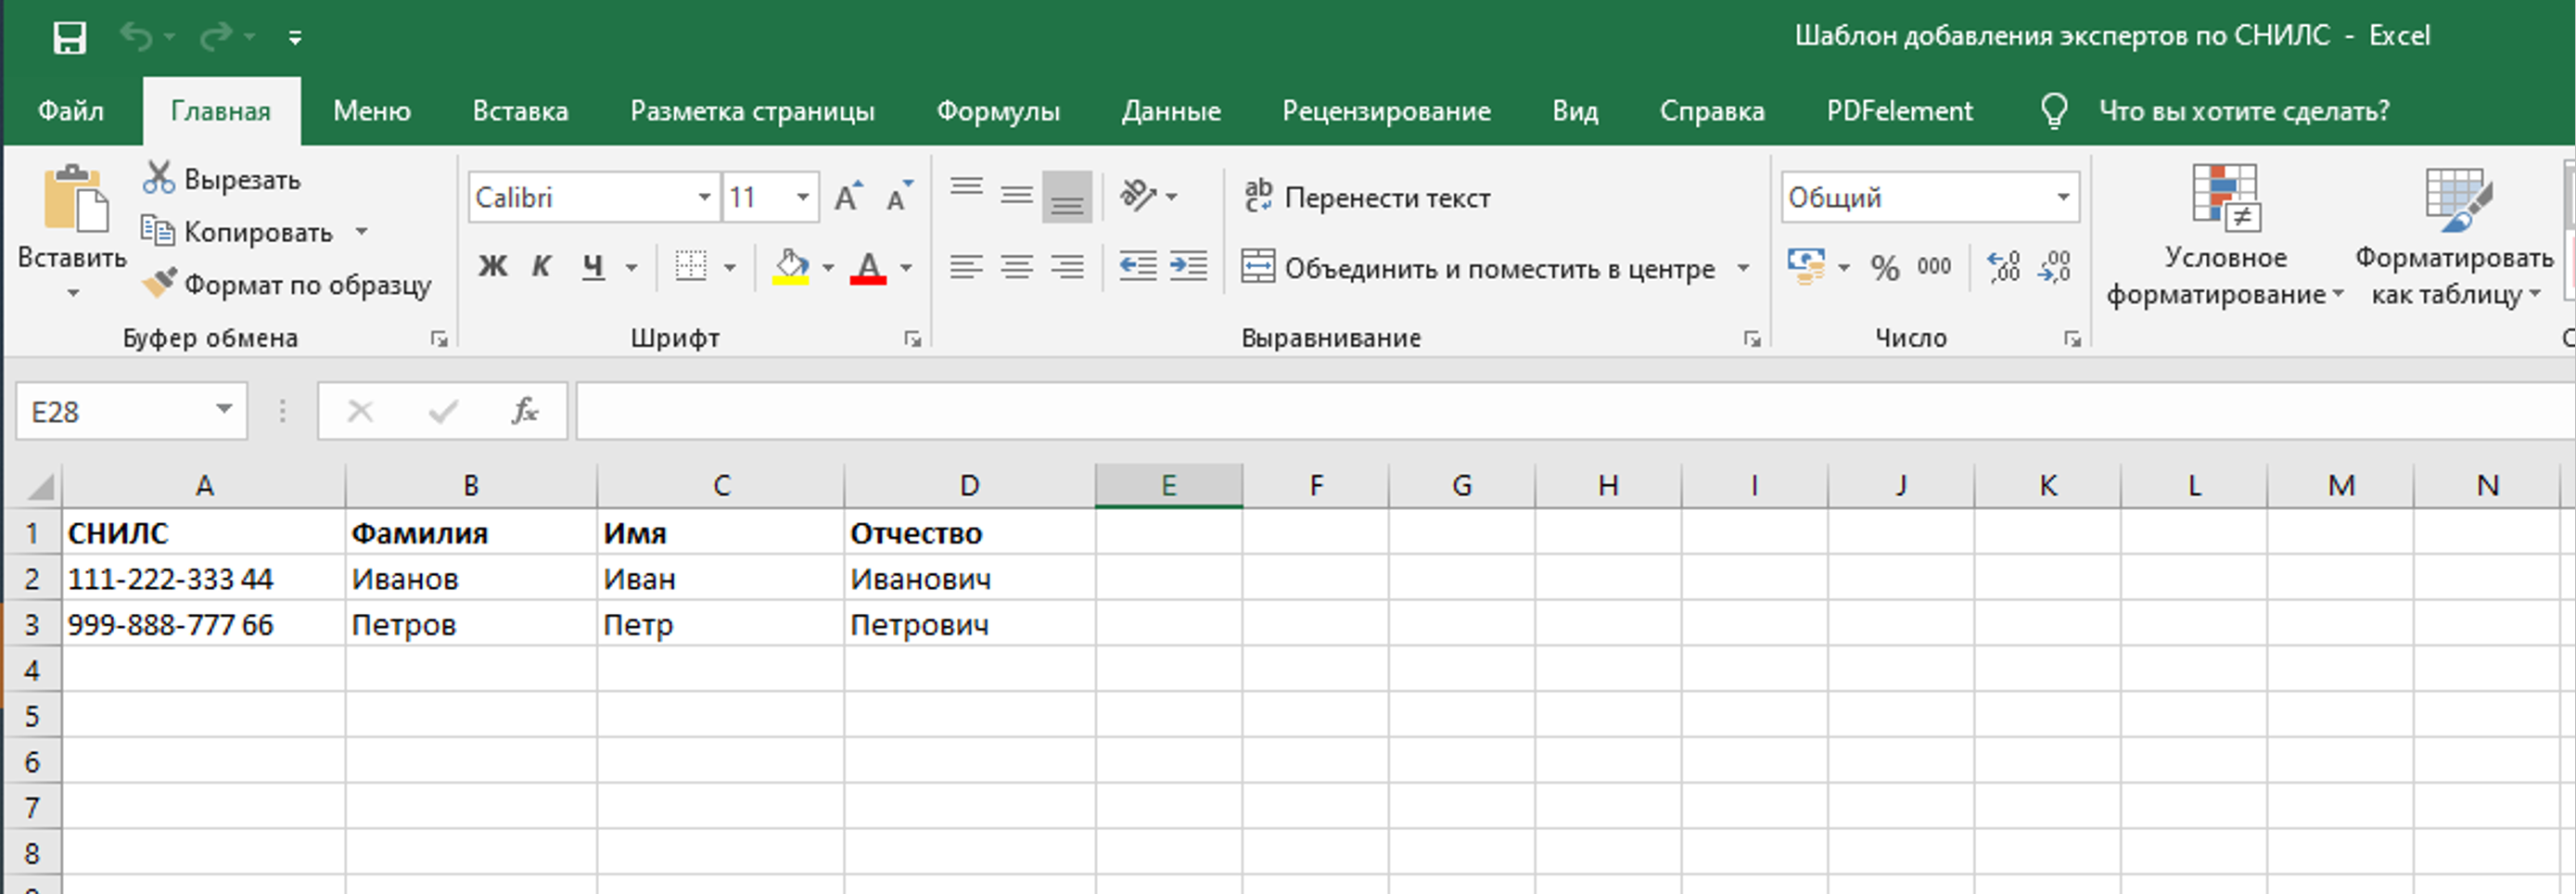 Шаблон добавления экспертов по СНИЛС - Excel
Файл Главная Меню Вставка Разметка страницы Формулы Данные Рецензирование Вид Справка PDFelement Что вы хотите сделать?
Вставить
Вырезать
Копировать
Формат по образцу
Буфер обмена
Calibri 11
Ж К Ч
Шрифт
Перенести текст
Объединить и поместить в центре
Выравнивание
Общий
% 000
Число
Условное форматирование
Форматировать как таблицу
E28
fx
A B C D E F G H I J K L M N
1 СНИЛС Фамилия Имя Отчество
2 111-222-333 44 Иванов Иван Иванович
3 999-888-777 66 Петров Петр Петрович
4
5
6
7
8